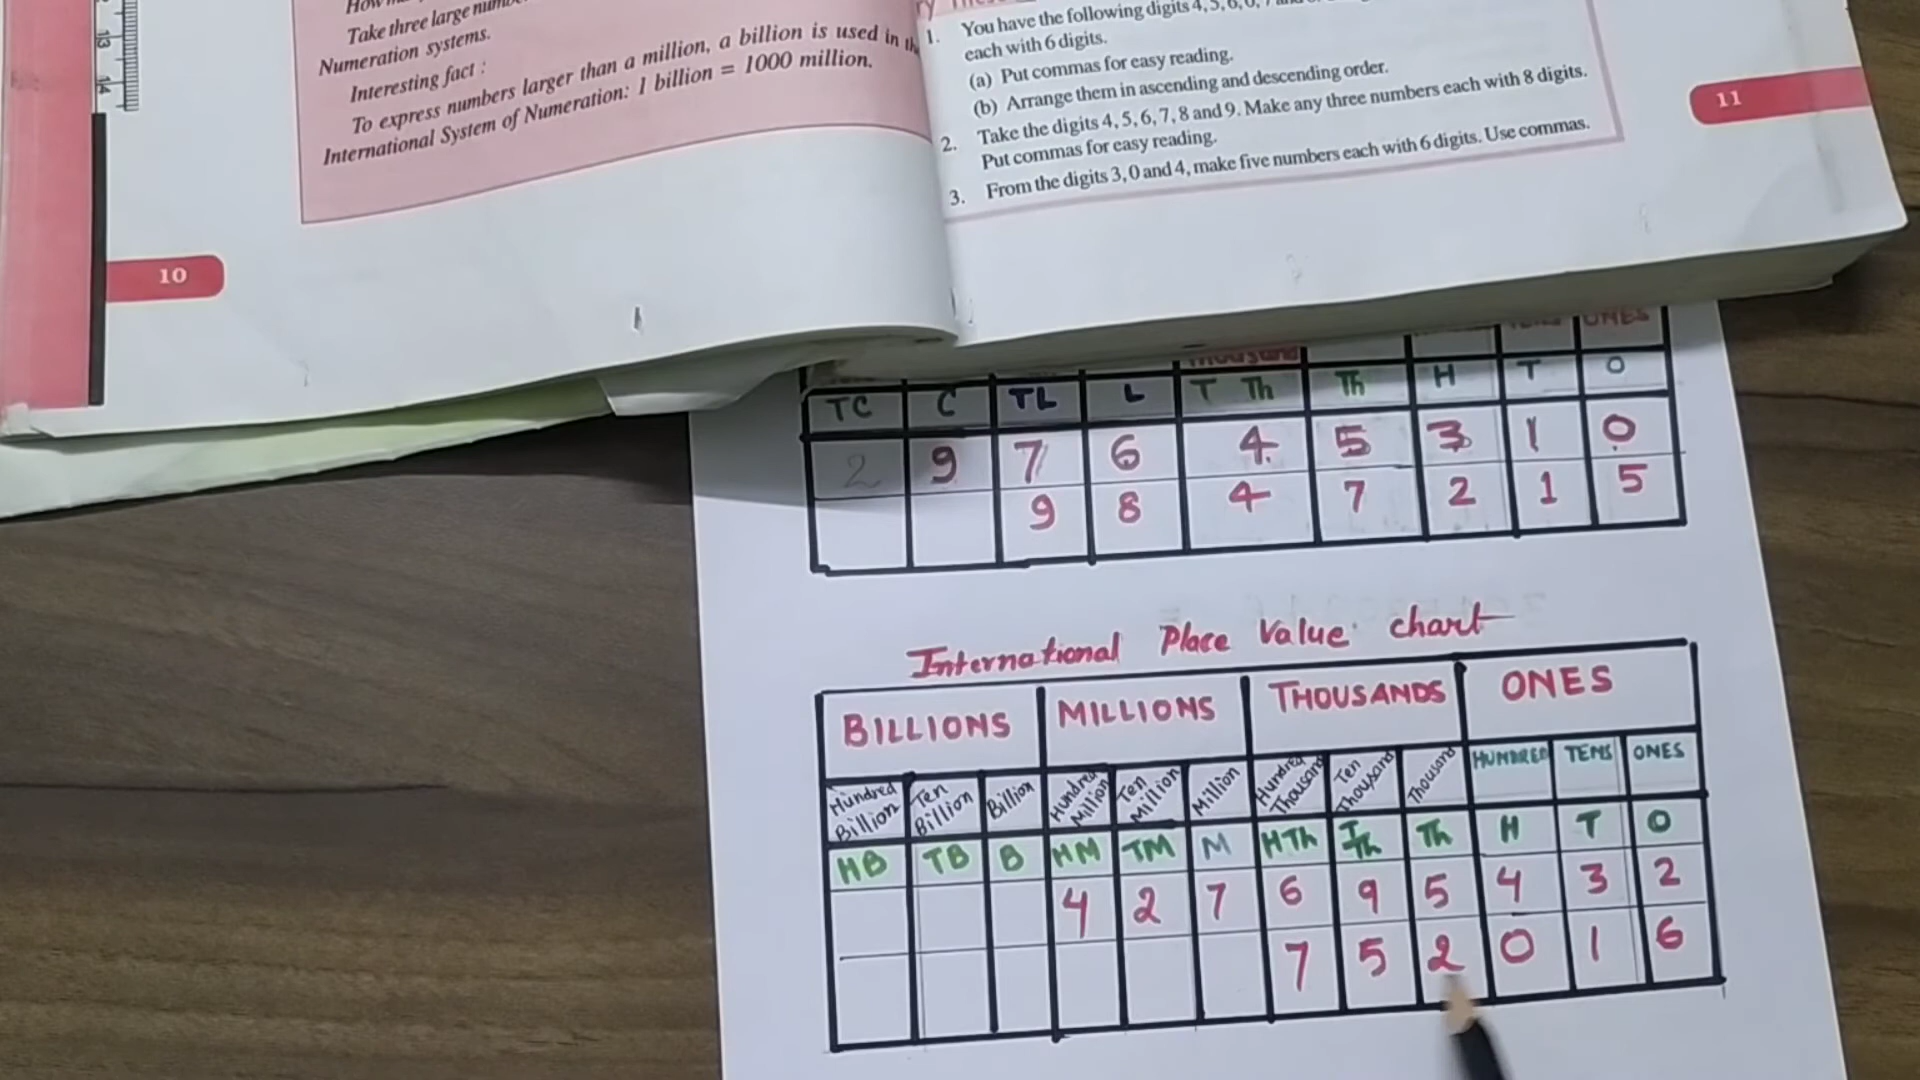 13
14
Take three large
Numeration systems.
Interesting fact :
To express numbers larger than a million, a billion is used in
International System of Numeration: 1 billion = 1000 million.
10
1. You have the following digits 4, 5, 6,
each with 6 digits.
(a) Put commas for easy reading.
(b) Arrange them in ascending and descending order.
2. Take the digits 4, 5, 6, 7, 8 and 9. Make any three numbers each with 8 digits.
Put commas for easy reading.
3. From the digits 3, 0 and 4, make five numbers each with 6 digits. Use commas.
11
Thousand ONES
TC C TL L T Th Th H T O
2 9 7 6 4 5 3 1 0
9 8 4 7 2 1 5
International Place Value chart
BILLIONS MILLIONS THOUSANDS ONES
Hundred Billion Ten Billion Billion Hundred Million Ten Million Million Hundred Thousand Ten Thousand Thousand HUNDRED TENS ONES
HB TB B HM TM M HTh T Th Th H T O
4 2 7 6 9 5 4 3 2
7 5 2 0 1 6